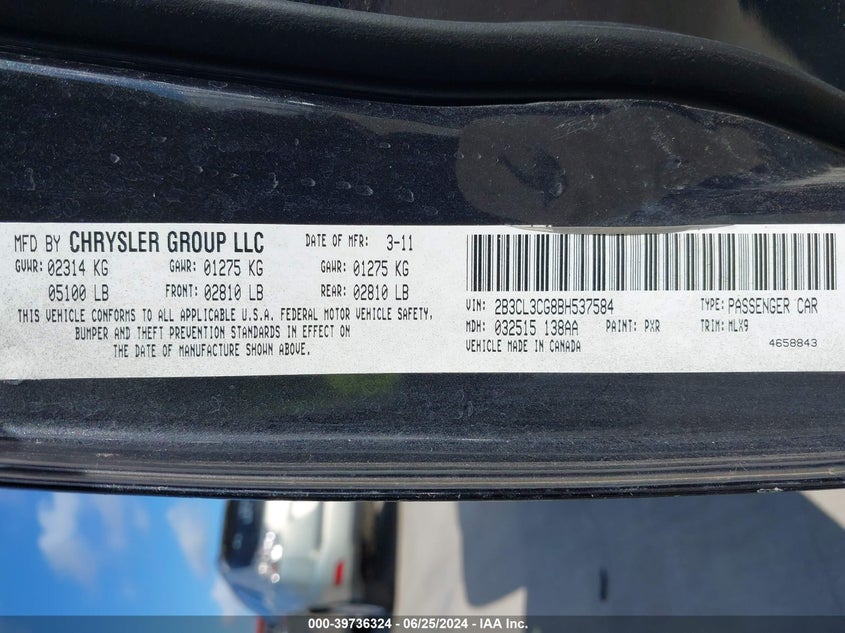 MFD BY CHRYSLER GROUP LLC DATE OF MFR: 3-11
GVWR: 02314 KG GAWR: 01275 KG GAWR: 01275 KG
05100 LB FRONT: 02810 LB REAR: 02810 LB
THIS VEHICLE CONFORMS TO ALL APPLICABLE U.S.A. FEDERAL MOTOR VEHICLE SAFETY,
BUMPER AND THEFT PREVENTION STANDARDS IN EFFECT ON
THE DATE OF MANUFACTURE SHOWN ABOVE.
VIN: 2B3CL3CG8BH537584 TYPE: PASSENGER CAR
MDH: 032515 138AA PAINT: PXR TRIM: MLX9
VEHICLE MADE IN CANADA 4658843
000-39736324 / 06/25/2024 / IAA Inc.